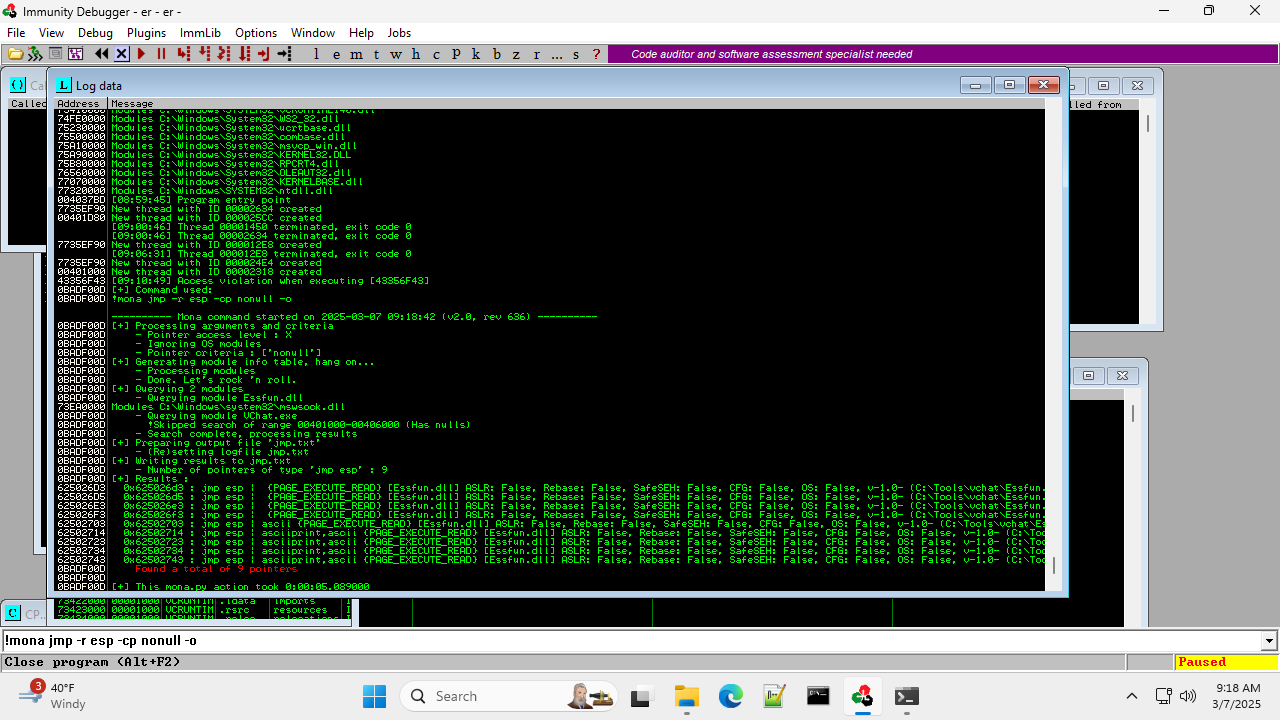 Immunity Debugger - er - er -
File View Debug Plugins ImmLib Options Window Help Jobs
l e m t w h c P k b z r ... s ?
Code auditor and software assessment specialist needed
Log data
Called
lled from
Address Message
74FE0000 Modules C:\Windows\System32\WS2_32.dll
75230000 Modules C:\Windows\System32\ucrtbase.dll
75500000 Modules C:\Windows\System32\combase.dll
75A10000 Modules C:\Windows\System32\msvcp_win.dll
75A90000 Modules C:\Windows\System32\KERNEL32.DLL
75B80000 Modules C:\Windows\System32\RPCRT4.dll
76560000 Modules C:\Windows\System32\OLEAUT32.dll
77070000 Modules C:\Windows\System32\KERNELBASE.dll
77320000 Modules C:\Windows\SYSTEM32\ntdll.dll
004037BD [08:59:45] Program entry point
7735EF90 New thread with ID 00002634 created
00401D80 New thread with ID 000025CC created
[09:00:46] Thread 00001450 terminated, exit code 0
[09:00:46] Thread 00002634 terminated, exit code 0
7735EF90 New thread with ID 000012E8 created
[09:06:31] Thread 000012E8 terminated, exit code 0
7735EF90 New thread with ID 000024E4 created
00401000 New thread with ID 00002318 created
43356F43 [09:10:49] Access violation when executing [43356F43]
0BADF00D [+] Command used:
0BADF00D !mona jmp -r esp -cp nonull -o
---------- Mona command started on 2025-03-07 09:18:42 (v2.0, rev 636) ----------
0BADF00D [+] Processing arguments and criteria
0BADF00D - Pointer access level : X
0BADF00D - Ignoring OS modules
0BADF00D - Pointer criteria : ['nonull']
0BADF00D [+] Generating module info table, hang on...
0BADF00D - Processing modules
0BADF00D - Done. Let's rock 'n roll.
0BADF00D [+] Querying 2 modules
0BADF00D - Querying module Essfun.dll
73EA0000 Modules C:\Windows\system32\mswsock.dll
0BADF00D - Querying module VChat.exe
0BADF00D !Skipped search of range 00401000-00406000 (Has nulls)
0BADF00D - Search complete, processing results
0BADF00D [+] Preparing output file 'jmp.txt'
0BADF00D - (Re)setting logfile jmp.txt
0BADF00D [+] Writing results to jmp.txt
0BADF00D - Number of pointers of type 'jmp esp' : 9
0BADF00D [+] Results :
625026D3 0x625026d3 : jmp esp | {PAGE_EXECUTE_READ} [Essfun.dll] ASLR: False, Rebase: False, SafeSEH: False, CFG: False, OS: False, v-1.0- (C:\Tools\vchat\Essfun.
625026D5 0x625026d5 : jmp esp | {PAGE_EXECUTE_READ} [Essfun.dll] ASLR: False, Rebase: False, SafeSEH: False, CFG: False, OS: False, v-1.0- (C:\Tools\vchat\Essfun.
625026E3 0x625026e3 : jmp esp | {PAGE_EXECUTE_READ} [Essfun.dll] ASLR: False, Rebase: False, SafeSEH: False, CFG: False, OS: False, v-1.0- (C:\Tools\vchat\Essfun.
625026F3 0x625026f3 : jmp esp | {PAGE_EXECUTE_READ} [Essfun.dll] ASLR: False, Rebase: False, SafeSEH: False, CFG: False, OS: False, v-1.0- (C:\Tools\vchat\Essfun.
62502703 0x62502703 : jmp esp | ascii {PAGE_EXECUTE_READ} [Essfun.dll] ASLR: False, Rebase: False, SafeSEH: False, CFG: False, OS: False, v-1.0- (C:\Tools\vchat\Es
62502714 0x62502714 : jmp esp | asciiprint,ascii {PAGE_EXECUTE_READ} [Essfun.dll] ASLR: False, Rebase: False, SafeSEH: False, CFG: False, OS: False, v-1.0- (C:\Too
62502723 0x62502723 : jmp esp | asciiprint,ascii {PAGE_EXECUTE_READ} [Essfun.dll] ASLR: False, Rebase: False, SafeSEH: False, CFG: False, OS: False, v-1.0- (C:\Too
62502734 0x62502734 : jmp esp | asciiprint,ascii {PAGE_EXECUTE_READ} [Essfun.dll] ASLR: False, Rebase: False, SafeSEH: False, CFG: False, OS: False, v-1.0- (C:\Too
62502743 0x62502743 : jmp esp | asciiprint,ascii {PAGE_EXECUTE_READ} [Essfun.dll] ASLR: False, Rebase: False, SafeSEH: False, CFG: False, OS: False, v-1.0- (C:\Too
0BADF00D Found a total of 9 pointers
0BADF00D
0BADF00D [+] This mona.py action took 0:00:05.089000
C CP..
73422000 00001000 VCRUNTIM .idata imports
73423000 00001000 VCRUNTIM .rsrc resources
!mona jmp -r esp -cp nonull -o
Close program (Alt+F2)
Paused
3
40°F
Windy
Search
9:18 AM
3/7/2025